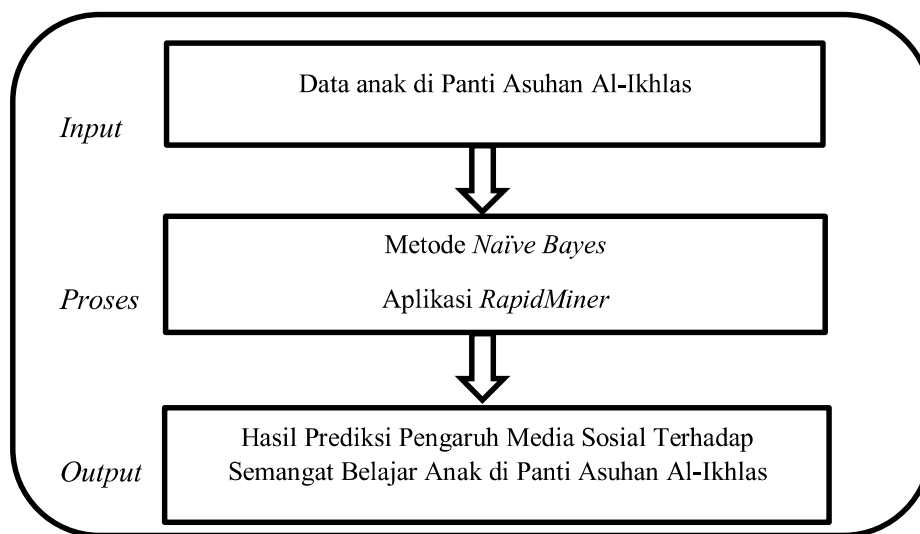 Data anak di Panti Asuhan Al-Ikhlas
Input
Metode Naïve Bayes
Proses
Aplikasi RapidMiner
Hasil Prediksi Pengaruh Media Sosial Terhadap
Semangat Belajar Anak di Panti Asuhan Al-Ikhlas
Output